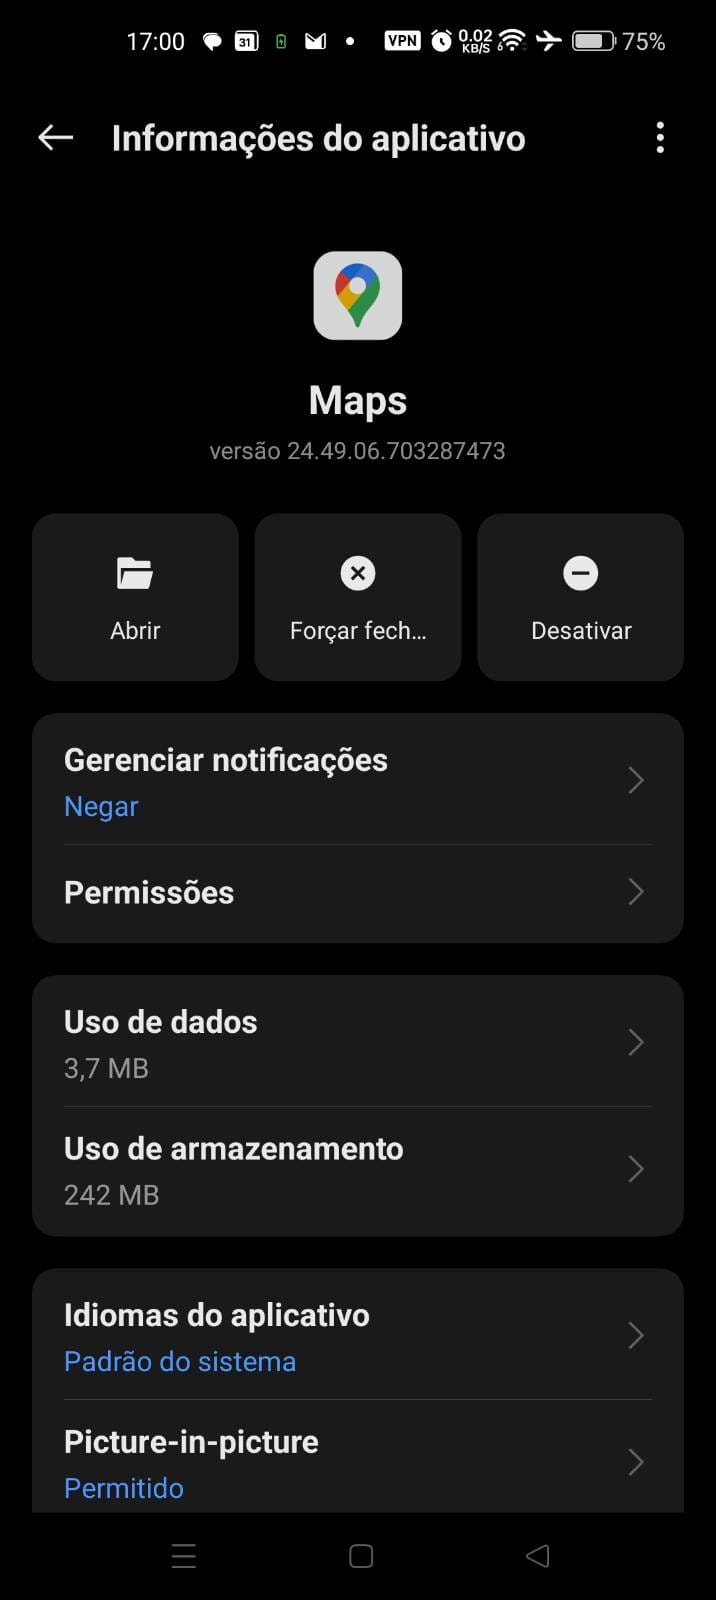 17:00 31 VPN 0.02 KB/S 6 75%
Informações do aplicativo
Maps
versão 24.49.06.703287473
Abrir
Forçar fech...
Desativar
Gerenciar notificações
Negar
Permissões
Uso de dados
3,7 MB
Uso de armazenamento
242 MB
Idiomas do aplicativo
Padrão do sistema
Picture-in-picture
Permitido